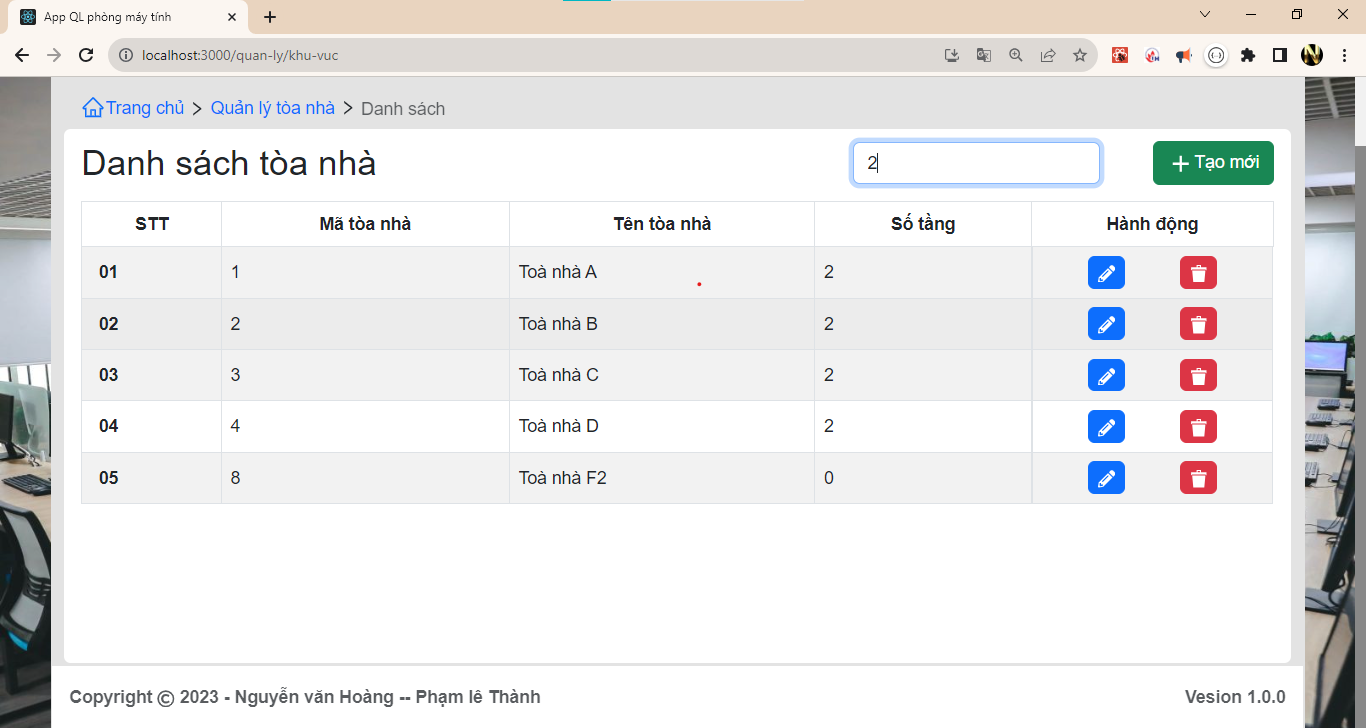 App QL phòng máy tính
localhost:3000/quan-ly/khu-vuc
Trang chủ > Quản lý tòa nhà > Danh sách
Danh sách tòa nhà
2
+ Tạo mới
STT Mã tòa nhà Tên tòa nhà Số tầng Hành động
01 1 Toà nhà A 2
02 2 Toà nhà B 2
03 3 Toà nhà C 2
04 4 Toà nhà D 2
05 8 Toà nhà F2 0
Copyright © 2023 - Nguyễn văn Hoàng -- Phạm lê Thành
Vesion 1.0.0